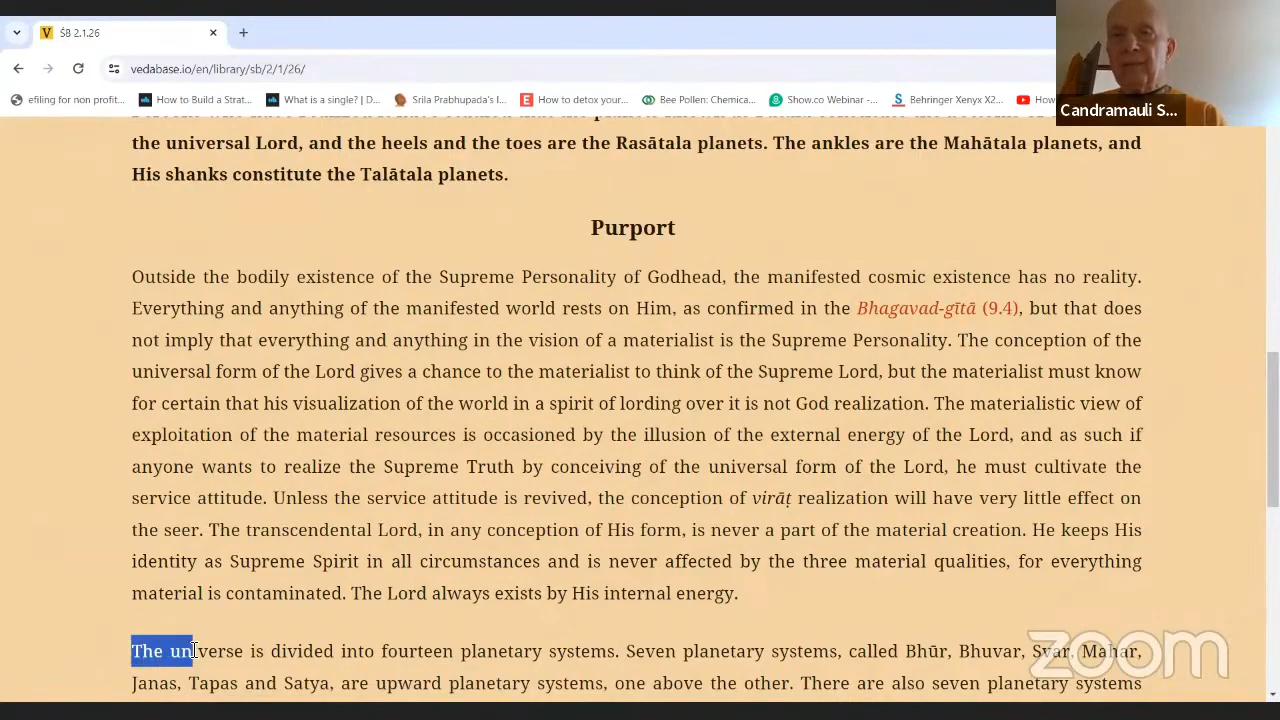 ŚB 2.1.26
vedabase.io/en/library/sb/2/1/26/
efiling for non profit... How to Build a Strat... What is a single J D... Srila Prabhupada's I... How to detox your... Bee Pollen: Chemica... Show.co Webinar -... Behringer Xenyx X2... How
Candramauli S...
the universal Lord, and the heels and the toes are the Rasātala planets. The ankles are the Mahātala planets, and
His shanks constitute the Talātala planets.
Purport
Outside the bodily existence of the Supreme Personality of Godhead, the manifested cosmic existence has no reality.
Everything and anything of the manifested world rests on Him, as confirmed in the Bhagavad-gītā (9.4), but that does
not imply that everything and anything in the vision of a materialist is the Supreme Personality. The conception of the
universal form of the Lord gives a chance to the materialist to think of the Supreme Lord, but the materialist must know
for certain that his visualization of the world in a spirit of lording over it is not God realization. The materialistic view of
exploitation of the material resources is occasioned by the illusion of the external energy of the Lord, and as such if
anyone wants to realize the Supreme Truth by conceiving of the universal form of the Lord, he must cultivate the
service attitude. Unless the service attitude is revived, the conception of virāṭ realization will have very little effect on
the seer. The transcendental Lord, in any conception of His form, is never a part of the material creation. He keeps His
identity as Supreme Spirit in all circumstances and is never affected by the three material qualities, for everything
material is contaminated. The Lord always exists by His internal energy.
The universe is divided into fourteen planetary systems. Seven planetary systems, called Bhūr, Bhuvar, Svar, Mahar,
Janas, Tapas and Satya, are upward planetary systems, one above the other. There are also seven planetary systems
zoom